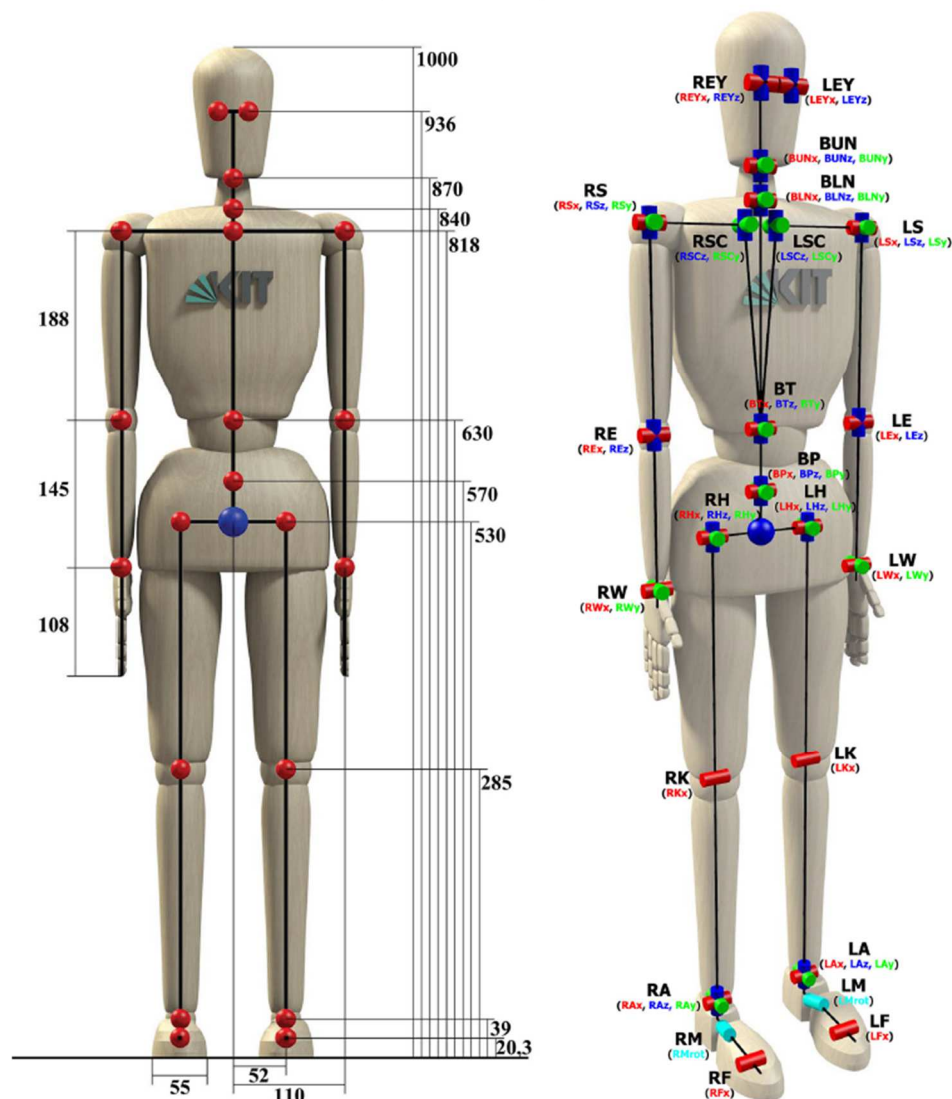 1000
936
870
840
818
KIT
188
630
145
570
530
108
285
39
20,3
55
52
110
REY
(REYx, REYz)
LEY
(LEYx, LEYz)
BUN
(BUNx, BUNz, BUNy)
BLN
(BLNx, BLNz, BLNy)
RS
(RSx, RSz, RSy)
LS
(LSx, LSz, LSy)
RSC
(RSCz, RSCy)
LSC
(LSCz, LSCy)
KIT
BT
(BTx, BTz, BTy)
RE
(REx, REz)
LE
(LEx, LEz)
BP
(BPx, BPz, BPy)
RH
(RHx, RHz, RHy)
LH
(LHx, LHz, LHy)
LW
(LWx, LWy)
RW
(RWx, RWy)
LK
(LKx)
RK
(RKx)
LA
(LAx, LAz, LAy)
RA
(RAx, RAz, RAy)
LM
(LMrot)
LF
(LFx)
RM
(RMrot)
RF
(RFx)